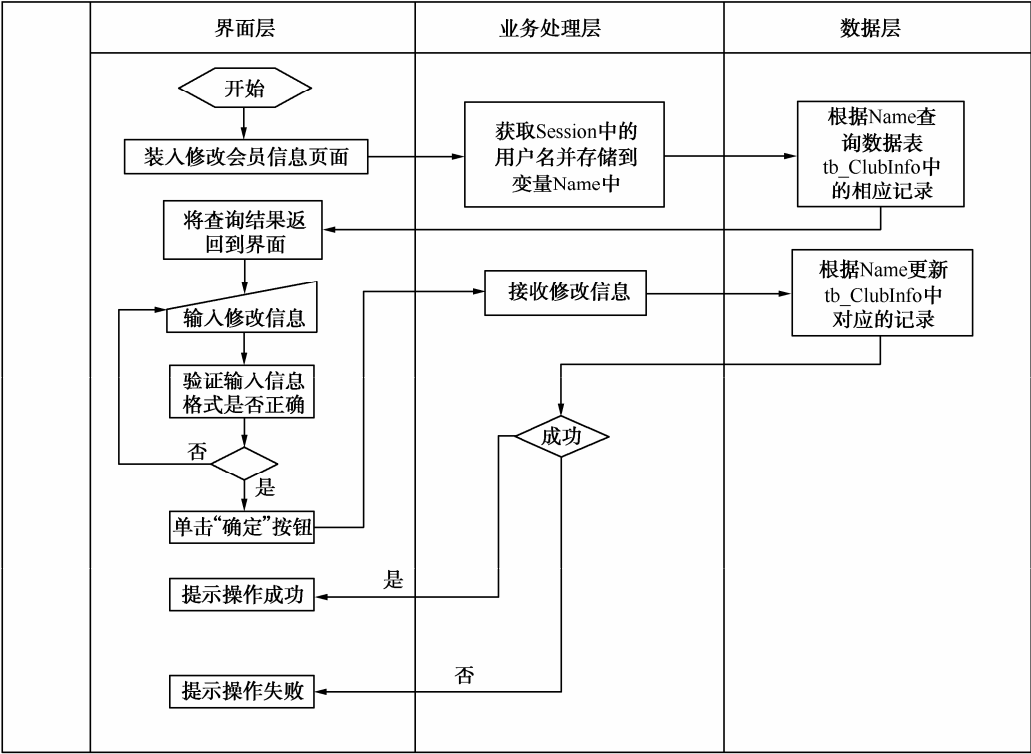 界面层
业务处理层
数据层
开始
装入修改会员信息页面
获取Session中的
用户名并存储到
变量Name中
根据Name查
询数据表
tb_ClubInfo中
的相应记录
将查询结果返
回到界面
输入修改信息
接收修改信息
根据Name更新
tb_ClubInfo中
对应的记录
验证输入信息
格式是否正确
否
是
成功
单击“确定”按钮
是
提示操作成功
否
提示操作失败